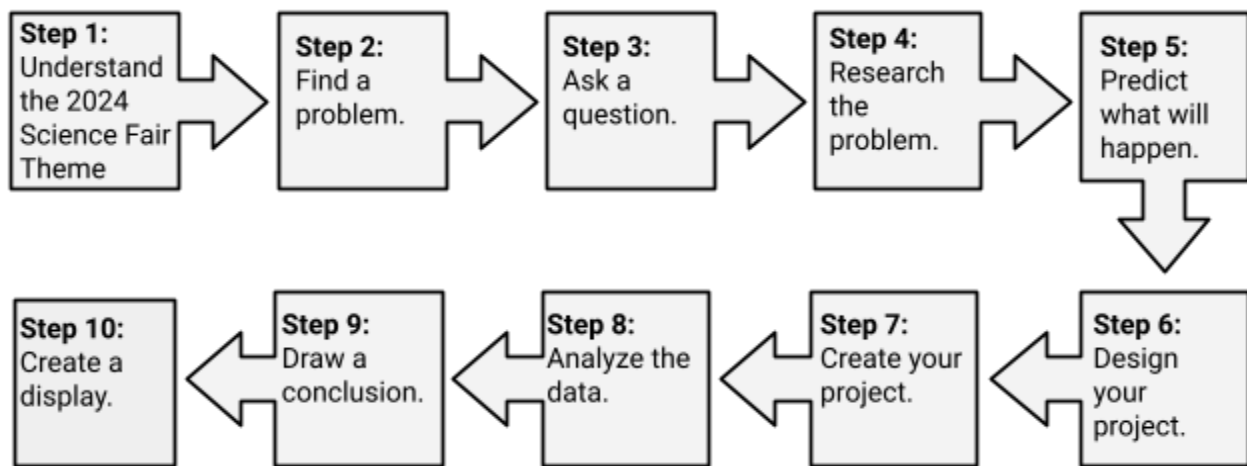 Step 1:
Understand
the 2024
Science Fair
Theme
Step 2:
Find a
problem.
Step 3:
Ask a
question.
Step 4:
Research
the
problem.
Step 5:
Predict
what will
happen.
Step 6:
Design
your
project.
Step 7:
Create your
project.
Step 8:
Analyze the
data.
Step 9:
Draw a
conclusion.
Step 10:
Create a
display.